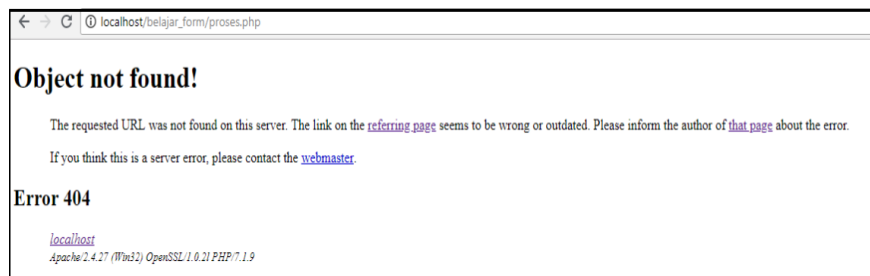 localhost/belajar_form/proses.php
Object not found!
The requested URL was not found on this server. The link on the referring page seems to be wrong or outdated. Please inform the author of that page about the error.
If you think this is a server error, please contact the webmaster.
Error 404
localhost
Apache/2.4.27 (Win32) OpenSSL/1.0.2l PHP/7.1.9